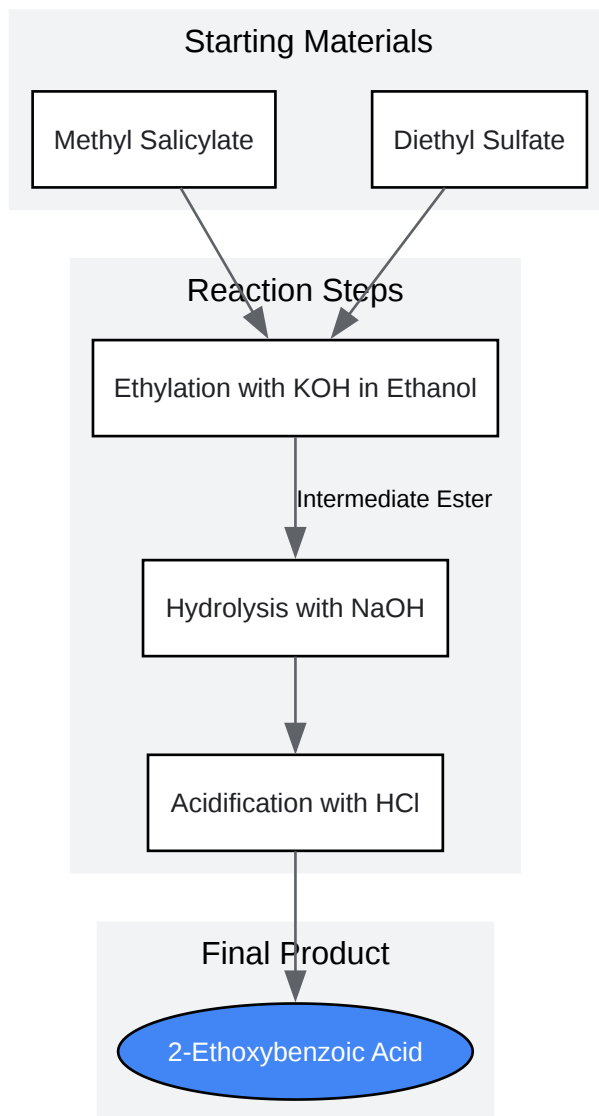 Starting Materials
Methyl Salicylate
Diethyl Sulfate
Reaction Steps
Ethylation with KOH in Ethanol
Intermediate Ester
Hydrolysis with NaOH
Acidification with HCl
Final Product
2-Ethoxybenzoic Acid